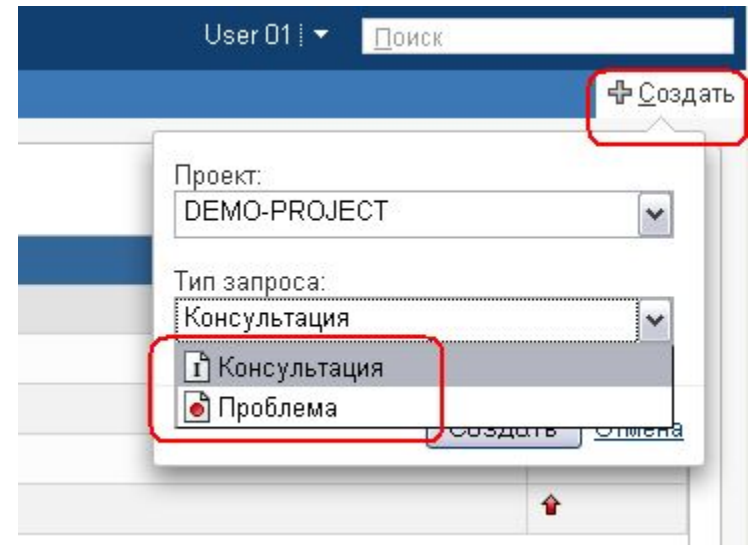 User 01
Поиск
Создать
Проект:
DEMO-PROJECT
Тип запроса:
Консультация
Консультация
Проблема
Создать Отмена